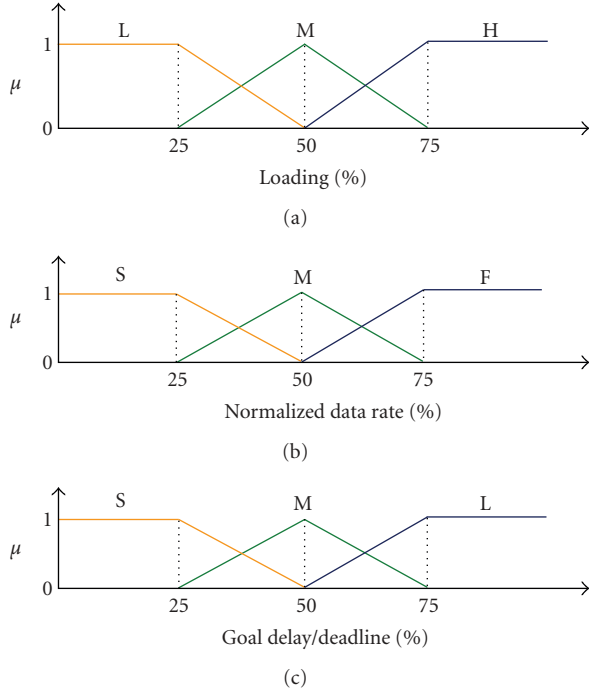 L M H
1
μ
0
25 50 75
Loading (%)
(a)
S M F
1
μ
0
25 50 75
Normalized data rate (%)
(b)
S M L
1
μ
0
25 50 75
Goal delay/deadline (%)
(c)